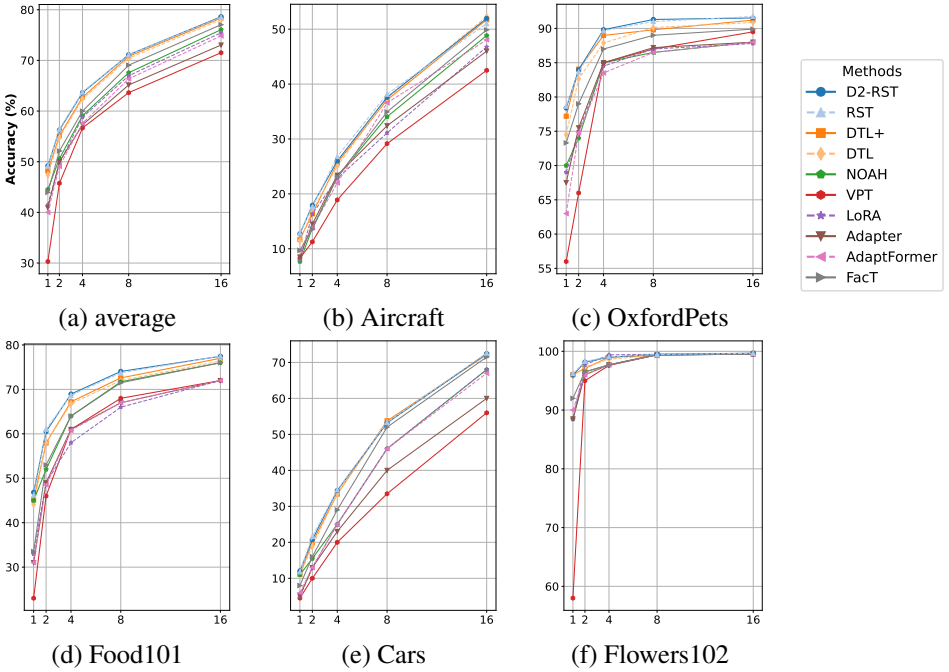 Accuracy (%)
80
70
60
50
40
30
1 2 4 8 16
(a) average
50
40
30
20
10
1 2 4 8 16
(b) Aircraft
95
90
85
80
75
70
65
60
55
1 2 4 8 16
(c) OxfordPets
Methods
D2-RST
RST
DTL+
DTL
NOAH
VPT
LoRA
Adapter
AdaptFormer
FacT
80
70
60
50
40
30
1 2 4 8 16
(d) Food101
70
60
50
40
30
20
10
1 2 4 8 16
(e) Cars
100
90
80
70
60
1 2 4 8 16
(f) Flowers102